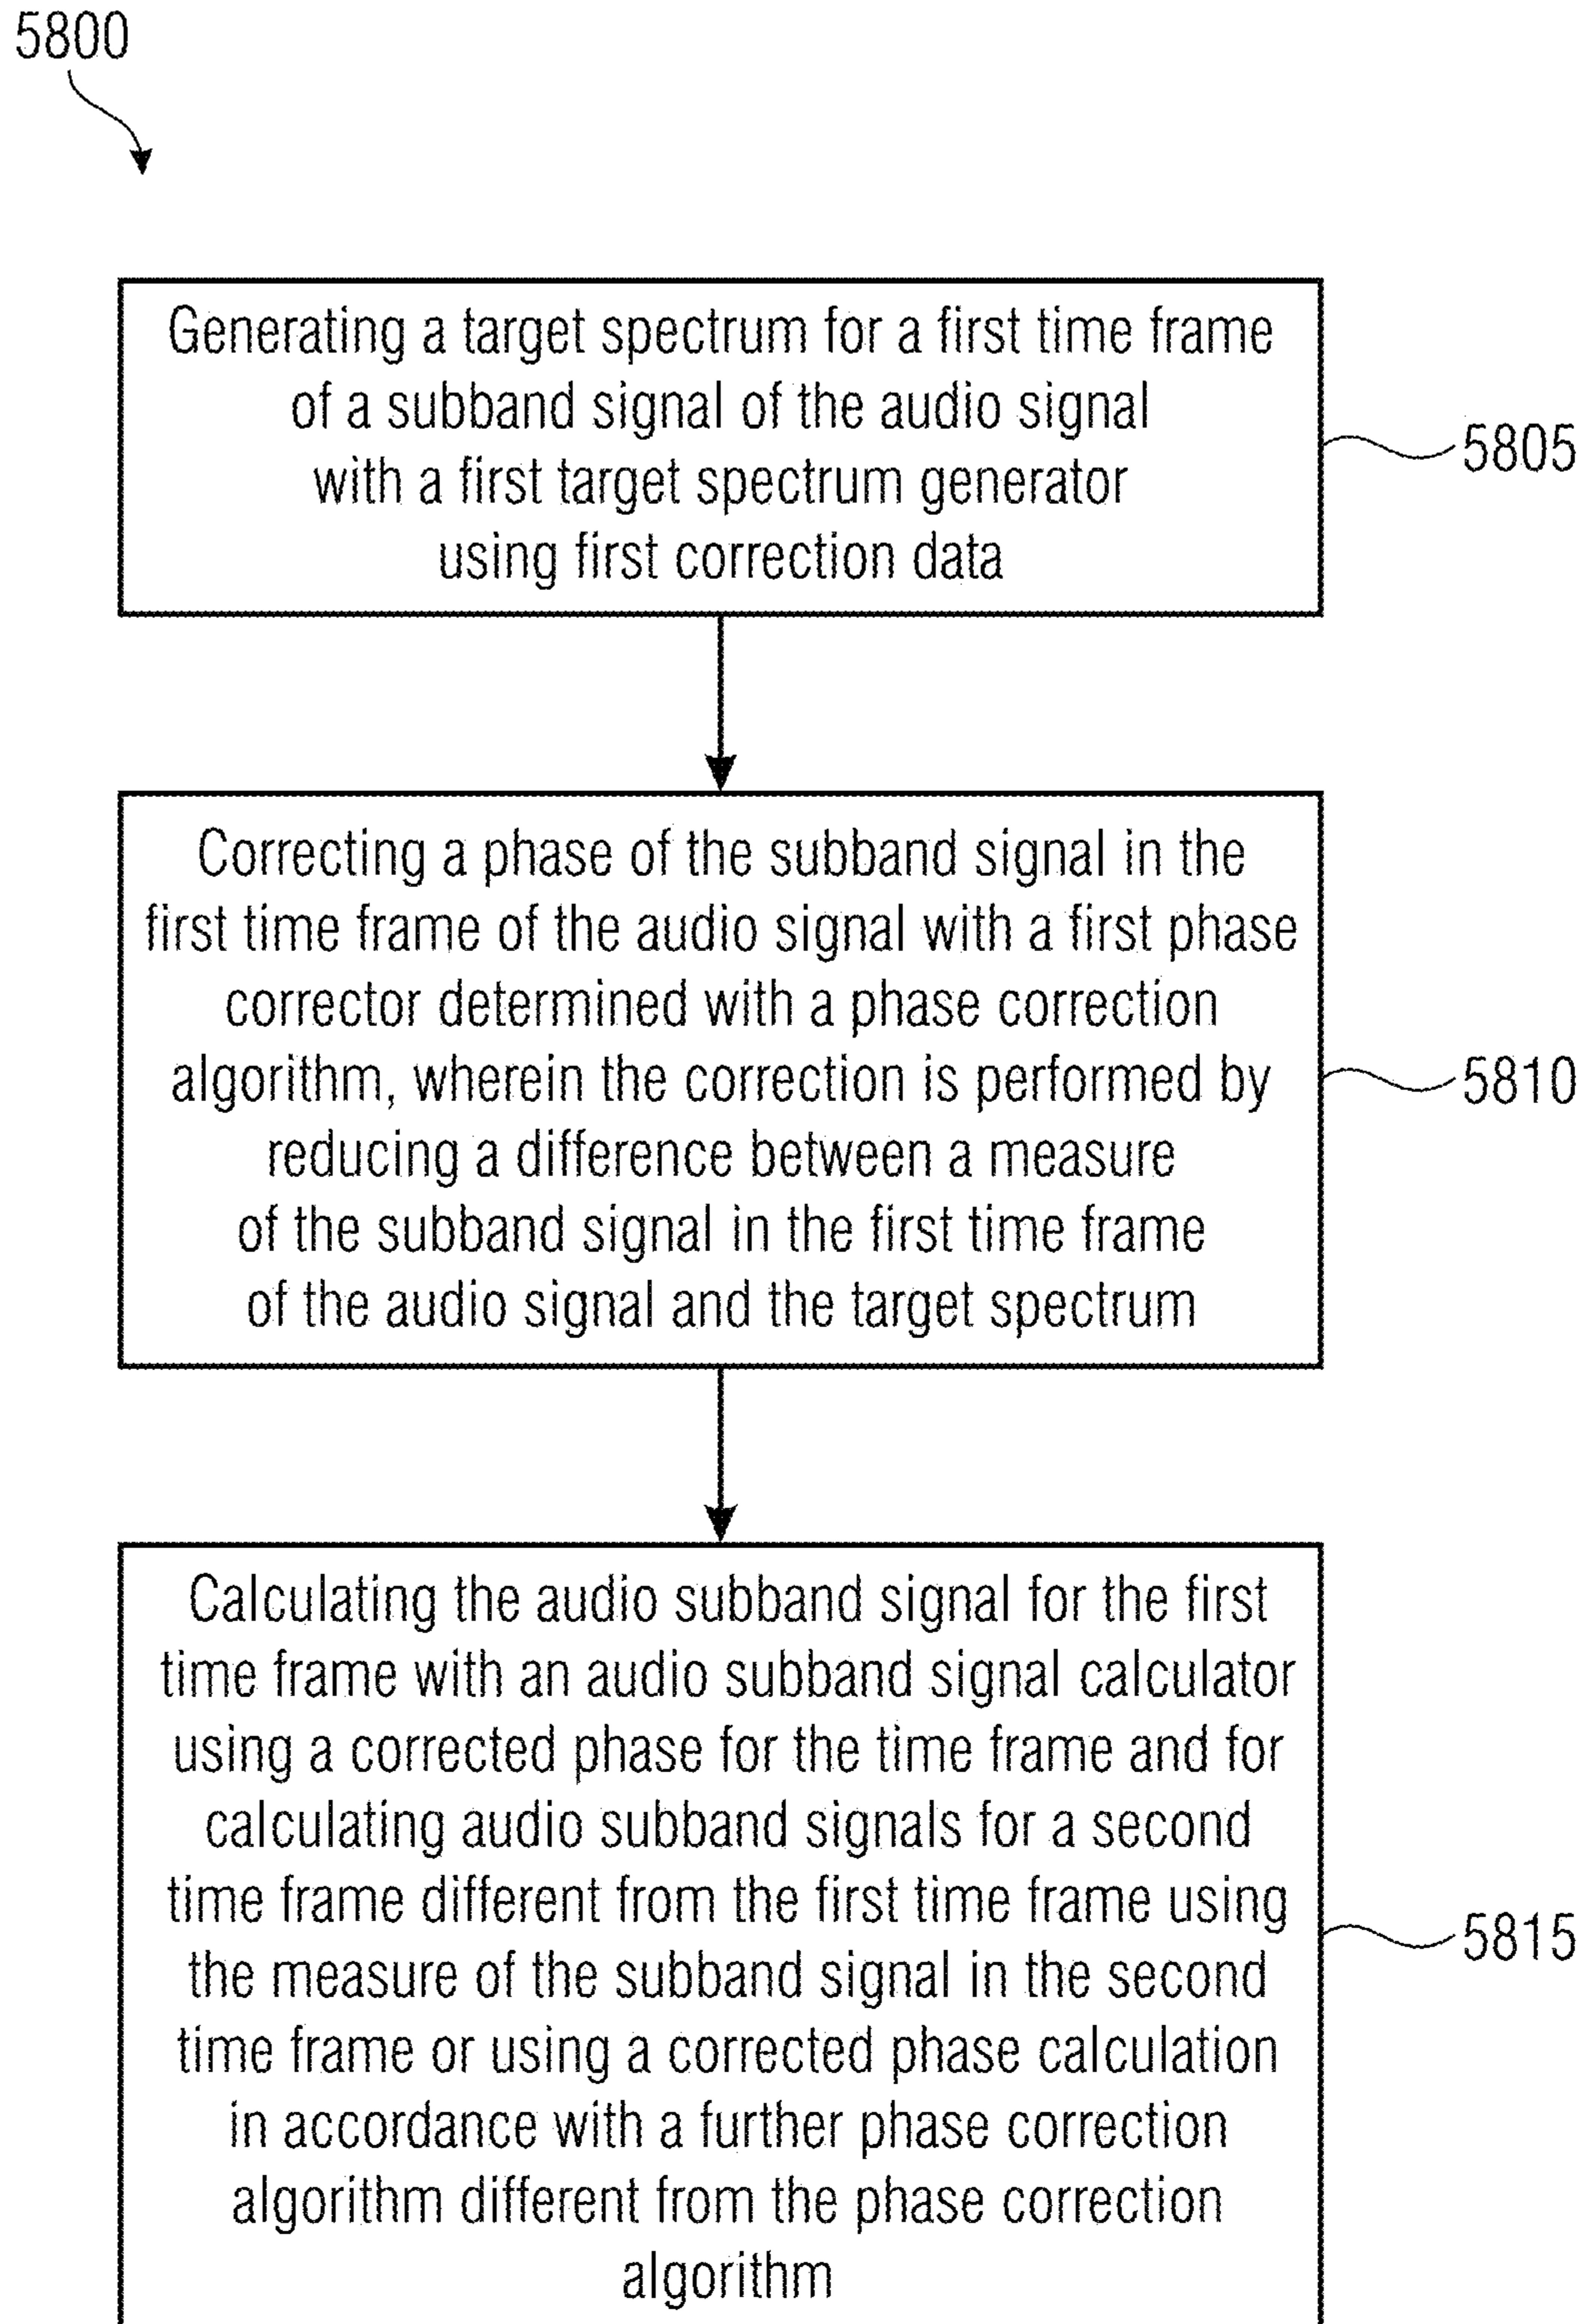 5800
Generating a target spectrum for a first time frame
of a subband signal of the audio signal
with a first target spectrum generator
using first correction data
5805
Correcting a phase of the subband signal in the
first time frame of the audio signal with a first phase
corrector determined with a phase correction
algorithm, wherein the correction is performed by
reducing a difference between a measure
of the subband signal in the first time frame
of the audio signal and the target spectrum
5810
Calculating the audio subband signal for the first
time frame with an audio subband signal calculator
using a corrected phase for the time frame and for
calculating audio subband signals for a second
time frame different from the first time frame using
the measure of the subband signal in the second
time frame or using a corrected phase calculation
in accordance with a further phase correction
algorithm different from the phase correction
algorithm
5815